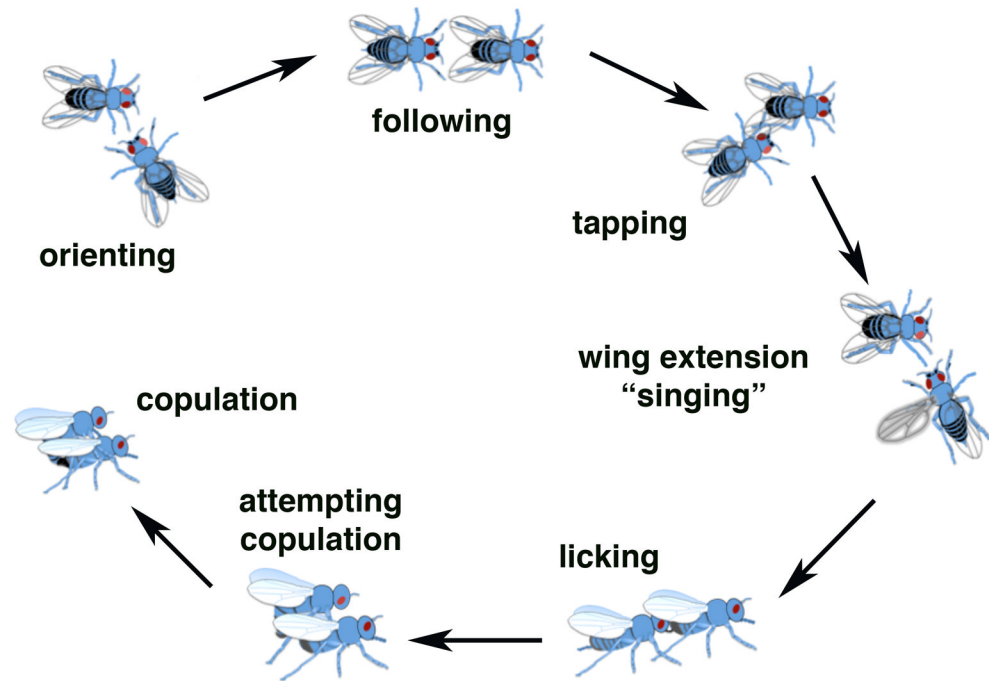 orienting
following
tapping
wing extension
“singing”
licking
attempting
copulation
copulation